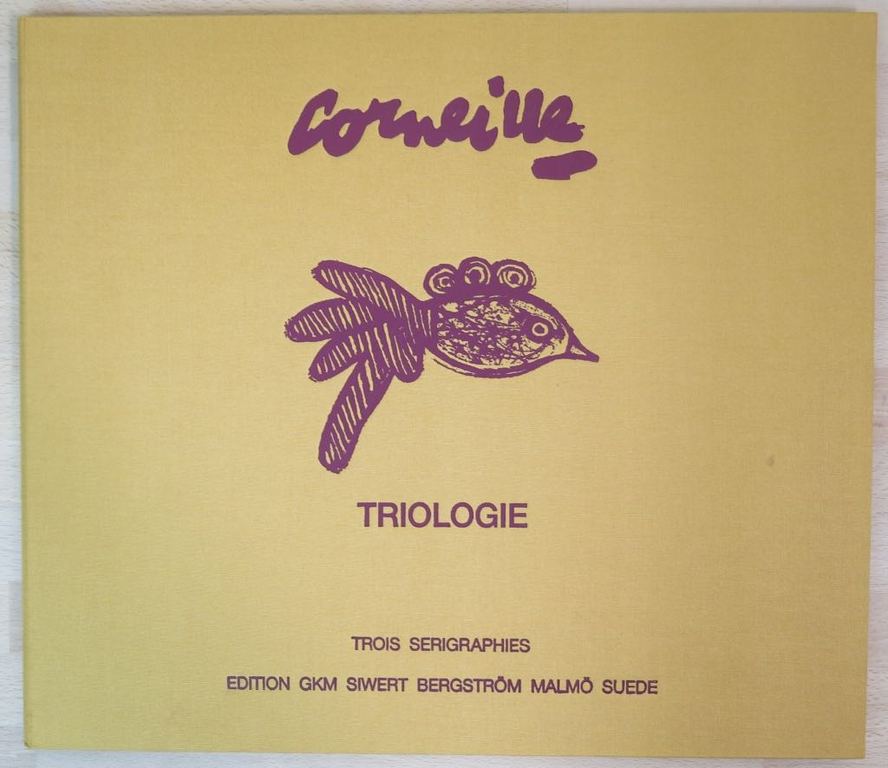 Corneille
TRIOLOGIE
TROIS SERIGRAPHIES
EDITION GKM SIWERT BERGSTRÖM MALMÖ SUEDE